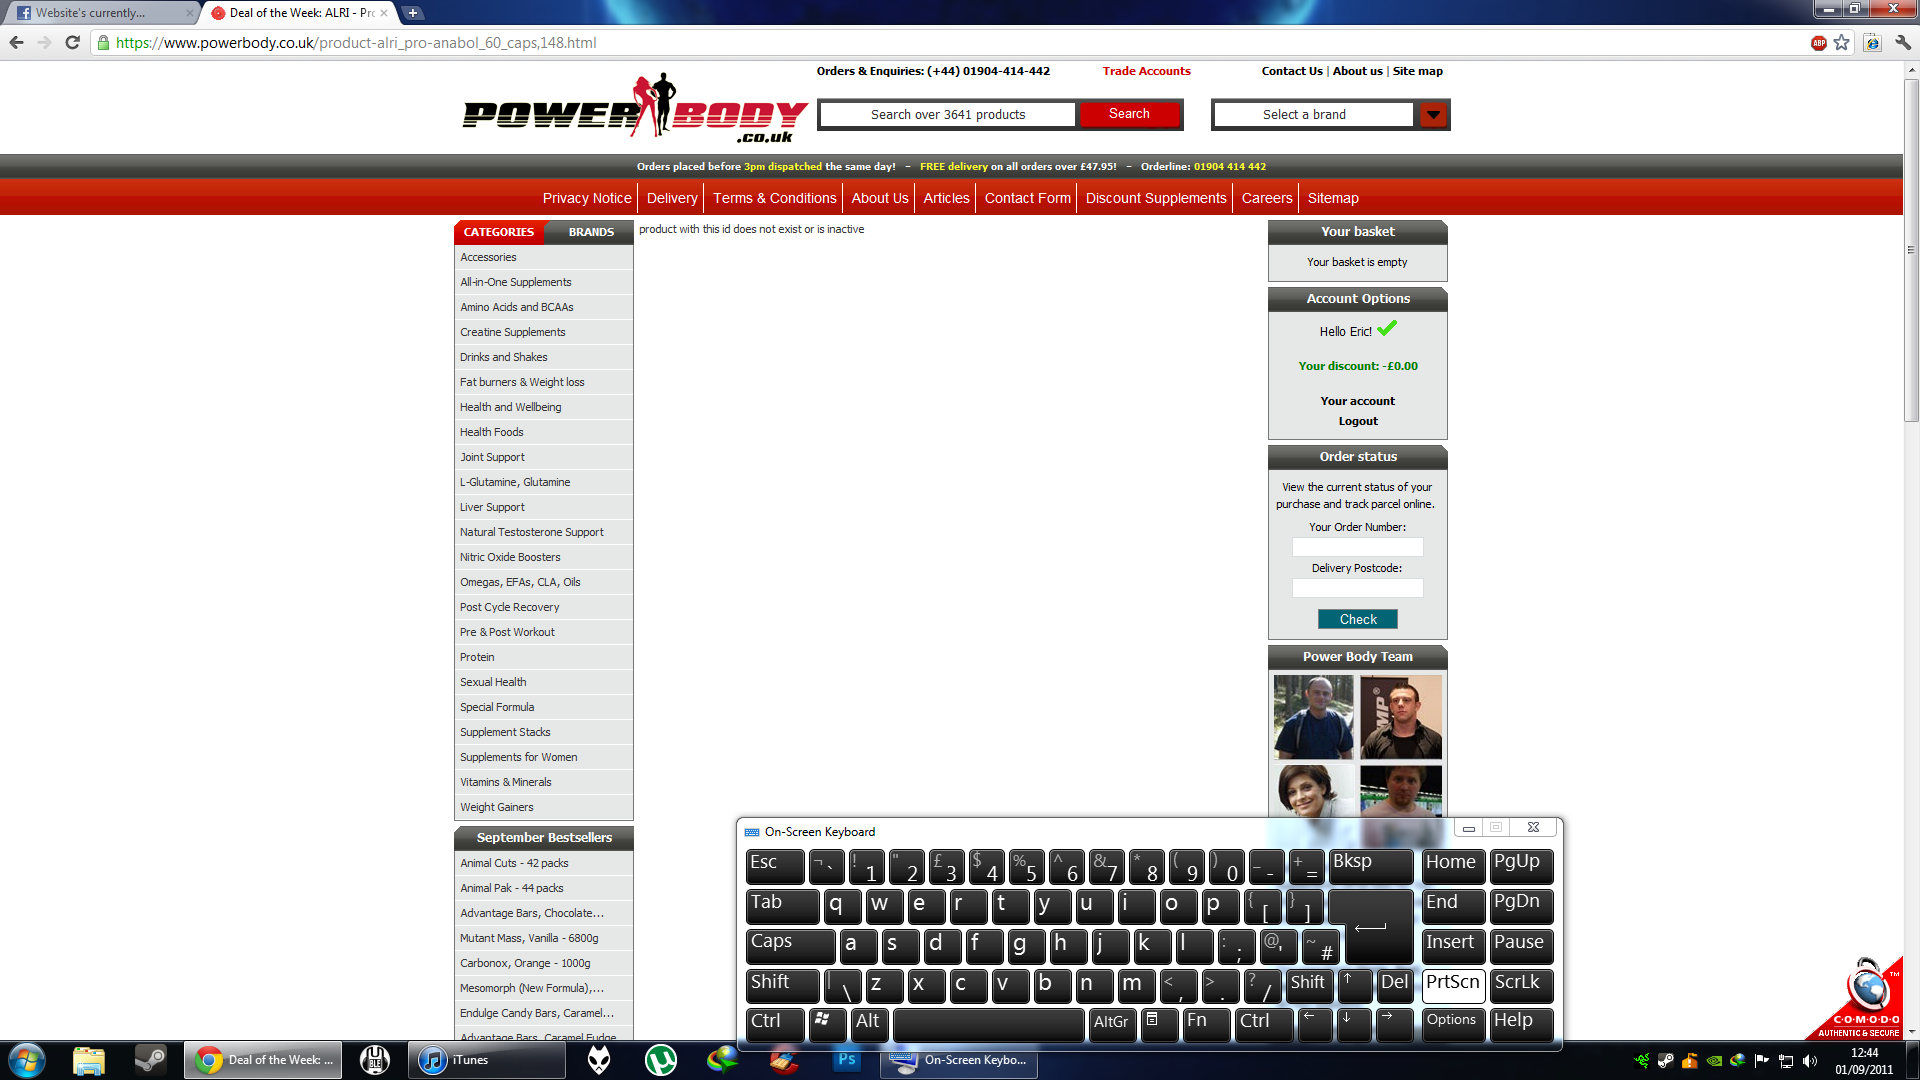 Website's currently...
Deal of the Week: ALRI - Pro
https://www.powerbody.co.uk/product-alri_pro-anabol_60_caps,148.html
ABP
Orders & Enquiries: (+44) 01904-414-442
Trade Accounts
Contact Us | About us | Site map
POWER BODY
.co.uk
Search over 3641 products
Search
Select a brand
Orders placed before 3pm dispatched the same day! - FREE delivery on all orders over £47.95! - Orderline: 01904 414 442
Privacy Notice
Delivery
Terms & Conditions
About Us
Articles
Contact Form
Discount Supplements
Careers
Sitemap
CATEGORIES
BRANDS
Accessories
All-in-One Supplements
Amino Acids and BCAAs
Creatine Supplements
Drinks and Shakes
Fat burners & Weight loss
Health and Wellbeing
Health Foods
Joint Support
L-Glutamine, Glutamine
Liver Support
Natural Testosterone Support
Nitric Oxide Boosters
Omegas, EFAs, CLA, Oils
Post Cycle Recovery
Pre & Post Workout
Protein
Sexual Health
Special Formula
Supplement Stacks
Supplements for Women
Vitamins & Minerals
Weight Gainers
September Bestsellers
Animal Cuts - 42 packs
Animal Pak - 44 packs
Advantage Bars, Chocolate...
Mutant Mass, Vanilla - 6800g
Carbonox, Orange - 1000g
Mesomorph (New Formula),...
Endulge Candy Bars, Caramel...
Advantage Bars, Caramel Fudge
product with this id does not exist or is inactive
Your basket
Your basket is empty
Account Options
Hello Eric!
Your discount: -£0.00
Your account
Logout
Order status
View the current status of your
purchase and track parcel online.
Your Order Number:
Delivery Postcode:
Check
Power Body Team
On-Screen Keyboard
Esc ¬ ` ! 1 " 2 £ 3 $ 4 % 5 ^ 6 & 7 * 8 ( 9 ) 0 _ - + = Bksp Home PgUp
Tab q w e r t y u i o p { [ } ] End PgDn
Caps a s d f g h j k l : ; @ ' ~ # Insert Pause
Shift | \ z x c v b n m < , > . ? / Shift ↑ Del PrtScn ScrLk
Ctrl Alt AltGr Fn Ctrl ← ↓ → Options Help
TM
C·O·M·O·D·O
AUTHENTIC & SECURE
Deal of the Week: ...
iTunes
Ps
On-Screen Keybo...
12:44
01/09/2011